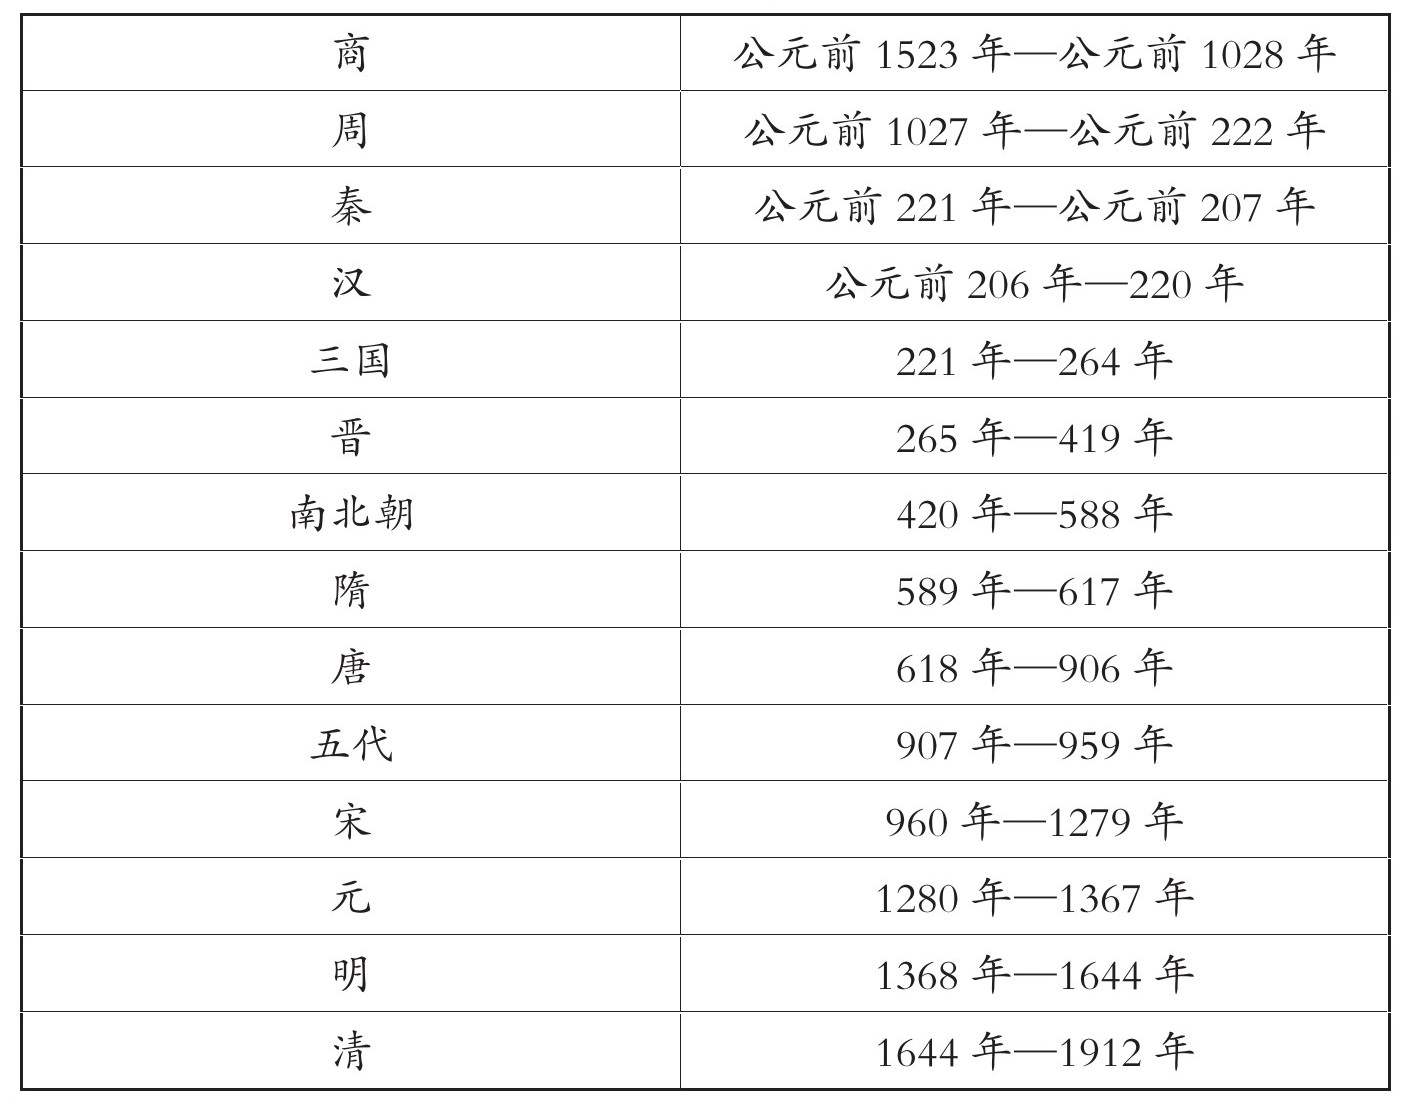 商 公元前 1523 年—公元前 1028 年
周 公元前 1027 年—公元前 222 年
秦 公元前 221 年—公元前 207 年
汉 公元前 206 年—220 年
三国 221 年—264 年
晋 265 年—419 年
南北朝 420 年—588 年
隋 589 年—617 年
唐 618 年—906 年
五代 907 年—959 年
宋 960 年—1279 年
元 1280 年—1367 年
明 1368 年—1644 年
清 1644 年—1912 年